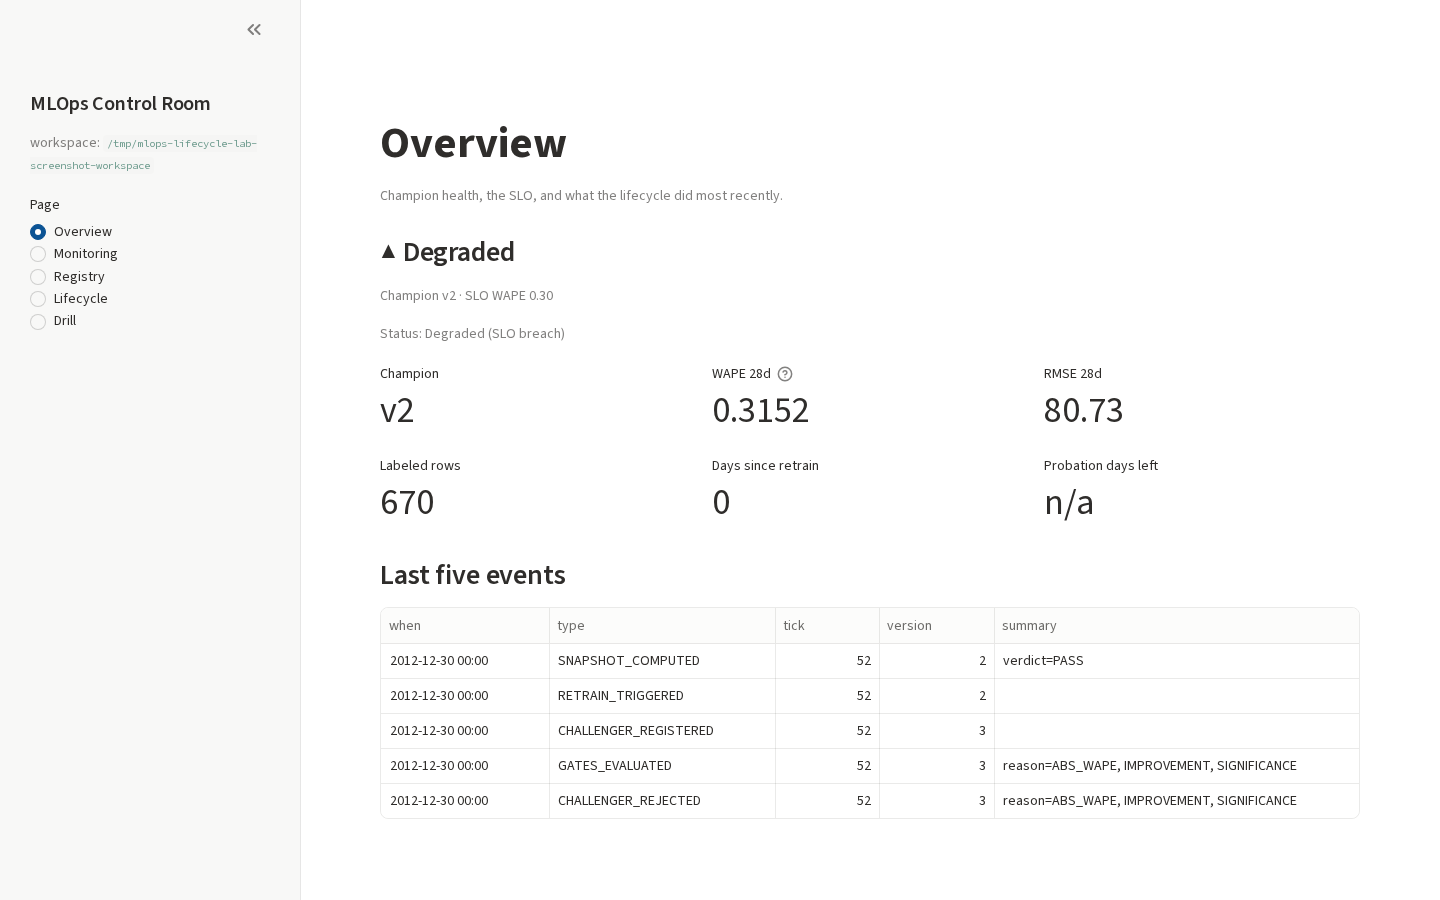 MLOps Control Room
workspace: /tmp/mlops-lifecycle-lab-
screenshot-workspace
Page
Overview
Monitoring
Registry
Lifecycle
Drill
Overview
Champion health, the SLO, and what the lifecycle did most recently.
▲ Degraded
Champion v2 · SLO WAPE 0.30
Status: Degraded (SLO breach)
Champion WAPE 28d RMSE 28d
v2 0.3152 80.73
Labeled rows Days since retrain Probation days left
670 0 n/a
Last five events
when type tick version summary
2012-12-30 00:00 SNAPSHOT_COMPUTED 52 2 verdict=PASS
2012-12-30 00:00 RETRAIN_TRIGGERED 52 2
2012-12-30 00:00 CHALLENGER_REGISTERED 52 3
2012-12-30 00:00 GATES_EVALUATED 52 3 reason=ABS_WAPE, IMPROVEMENT, SIGNIFICANCE
2012-12-30 00:00 CHALLENGER_REJECTED 52 3 reason=ABS_WAPE, IMPROVEMENT, SIGNIFICANCE